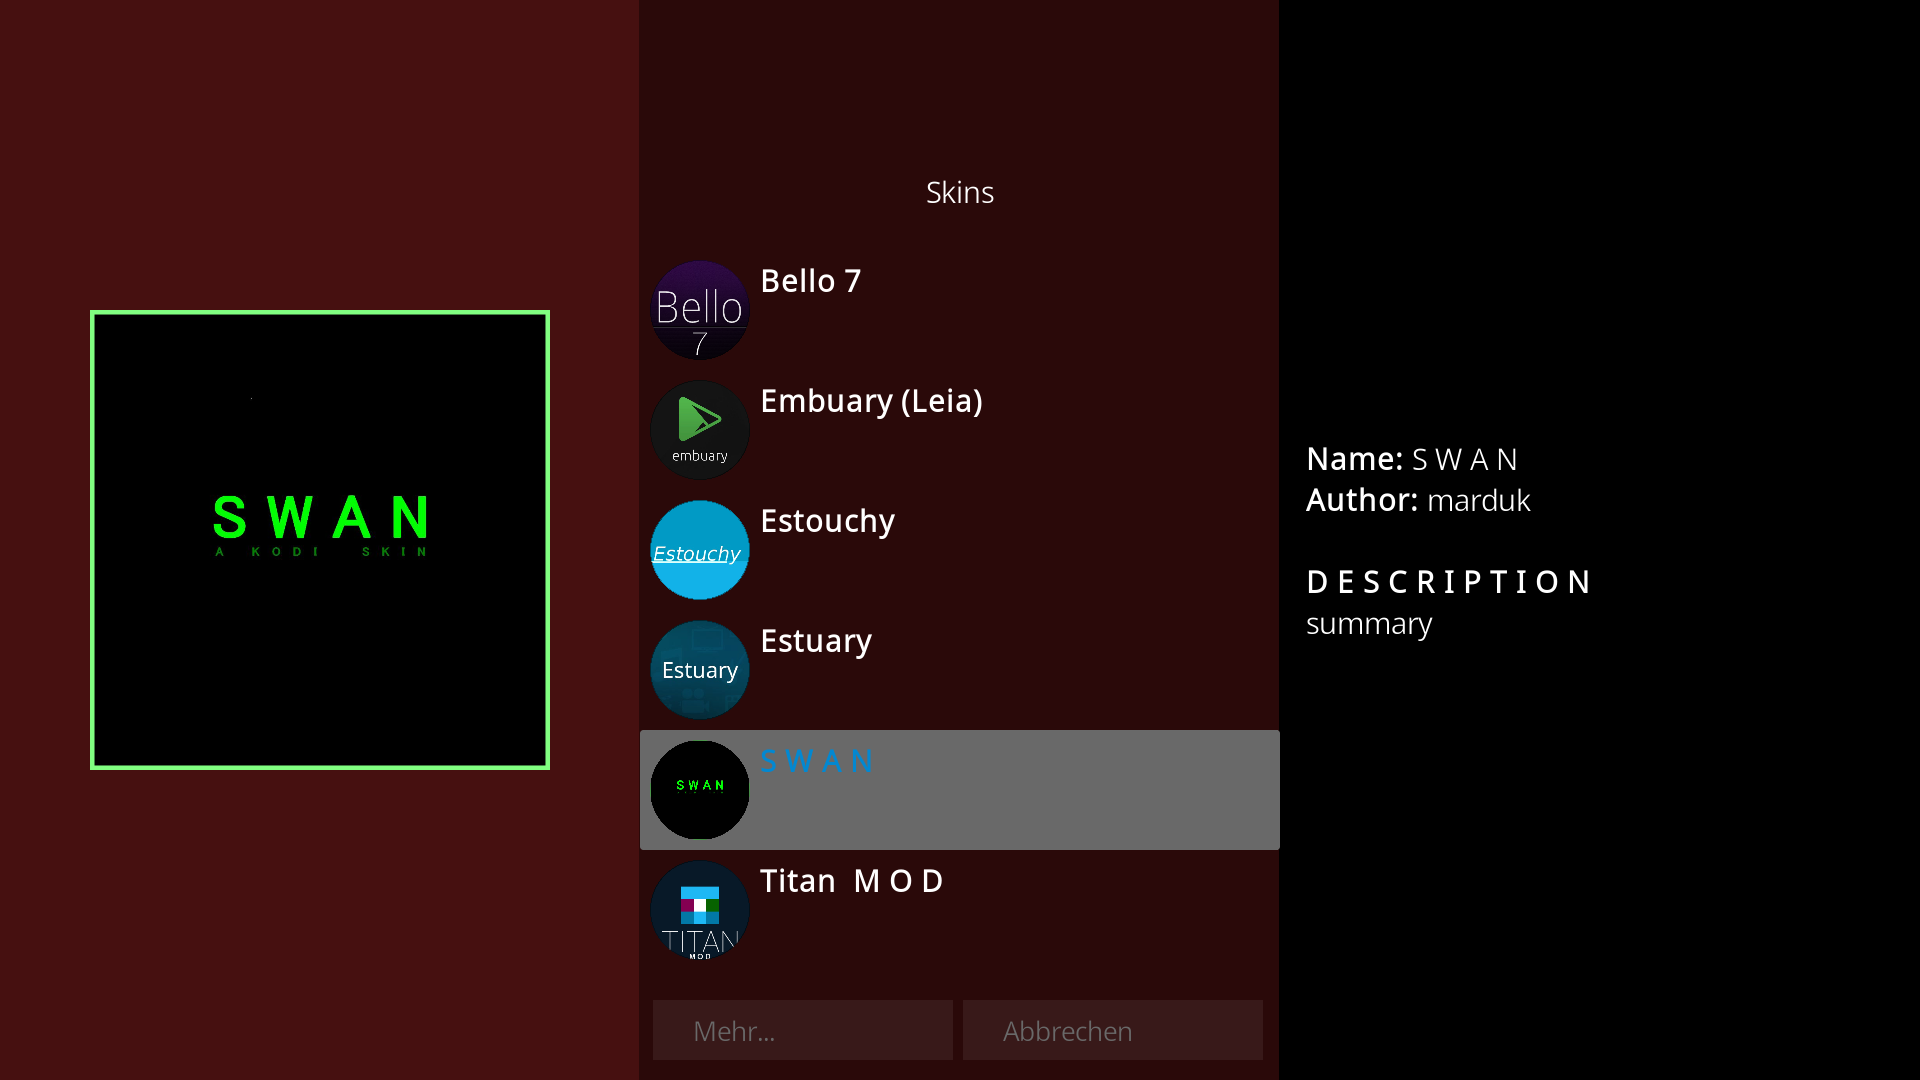 S W A N
A KODI SKIN
Skins
Bello
7
Bello 7
embuary
Embuary (Leia)
Estouchy
Estouchy
Estuary
Estuary
S W A N
S W A N
TITAN
MOD
Titan M O D
Mehr...
Abbrechen
Name: S W A N
Author: marduk
D E S C R I P T I O N
summary